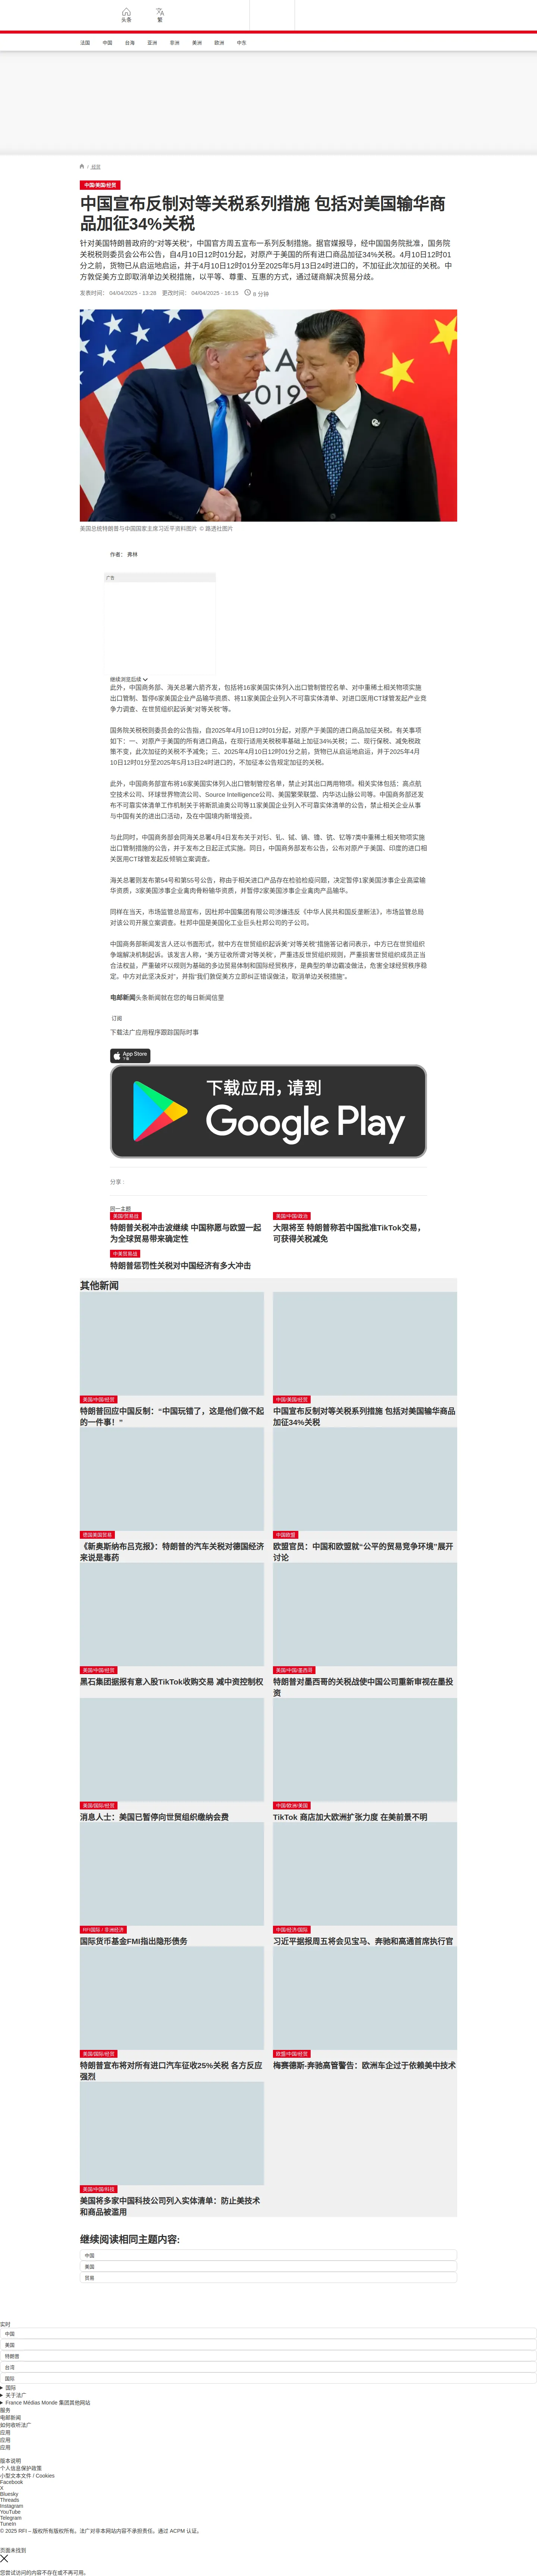 头条
繁
法国
中国
台海
亚洲
非洲
美洲
欧洲
中东
/ 经贸
中国/美国/经贸
中国宣布反制对等关税系列措施 包括对美国输华商
品加征34%关税
针对美国特朗普政府的“对等关税”，中国官方周五宣布一系列反制措施。据官媒报导，经中国国务院批准，国务院
关税税则委员会公布公告，自4月10日12时01分起，对原产于美国的所有进口商品加征34%关税。4月10日12时01
分之前，货物已从启运地启运，并于4月10日12时01分至2025年5月13日24时进口的，不加征此次加征的关税。中
方敦促美方立即取消单边关税措施，以平等、尊重、互惠的方式，通过磋商解决贸易分歧。
发表时间： 04/04/2025 - 13:28 更改时间： 04/04/2025 - 16:15 8 分钟
2019
美国总统特朗普与中国国家主席习近平资料图片 © 路透社图片
作者： 弗林
广告
继续浏览后续
此外，中国商务部、海关总署六箭齐发，包括将16家美国实体列入出口管制管控名单、对中重稀土相关物项实施
出口管制、暂停6家美国企业产品输华资质、将11家美国企业列入不可靠实体清单、对进口医用CT球管发起产业竞
争力调查、在世贸组织起诉美“对等关税”等。
国务院关税税则委员会的公告指，自2025年4月10日12时01分起，对原产于美国的进口商品加征关税。有关事项
如下：一、对原产于美国的所有进口商品，在现行适用关税税率基础上加征34%关税；二、现行保税、减免税政
策不变，此次加征的关税不予减免；三、2025年4月10日12时01分之前，货物已从启运地启运，并于2025年4月
10日12时01分至2025年5月13日24时进口的，不加征本公告规定加征的关税。
此外，中国商务部宣布将16家美国实体列入出口管制管控名单，禁止对其出口两用物项。相关实体包括：高点航
空技术公司、环球世界物流公司、Source Intelligence公司、美国繁荣联盟、内华达山脉公司等。中国商务部还发
布不可靠实体清单工作机制关于将斯凯迪奥公司等11家美国企业列入不可靠实体清单的公告，禁止相关企业从事
与中国有关的进出口活动，及在中国境内新增投资。
与此同时，中国商务部会同海关总署4月4日发布关于对钐、钆、铽、镝、镥、钪、钇等7类中重稀土相关物项实施
出口管制措施的公告，并于发布之日起正式实施。同日，中国商务部发布公告，公布对原产于美国、印度的进口相
关医用CT球管发起反倾销立案调查。
海关总署则发布第54号和第55号公告，称由于相关进口产品存在检验检疫问题，决定暂停1家美国涉事企业高粱输
华资质，3家美国涉事企业禽肉骨粉输华资质，并暂停2家美国涉事企业禽肉产品输华。
同样在当天，市场监管总局宣布，因杜邦中国集团有限公司涉嫌违反《中华人民共和国反垄断法》，市场监管总局
对该公司开展立案调查。杜邦中国是美国化工业巨头杜邦公司的子公司。
中国商务部新闻发言人还以书面形式，就中方在世贸组织起诉美“对等关税”措施答记者问表示，中方已在世贸组织
争端解决机制起诉。该发言人称，“美方征收所谓‘对等关税’，严重违反世贸组织规则，严重损害世贸组织成员正当
合法权益，严重破坏以规则为基础的多边贸易体制和国际经贸秩序，是典型的单边霸凌做法，危害全球经贸秩序稳
定。中方对此坚决反对”，并指“我们敦促美方立即纠正错误做法，取消单边关税措施”。
电邮新闻头条新闻就在您的每日新闻信里
订阅
下载法广应用程序跟踪国际时事
App Store
下载
下载应用，请到
Google Play
分享 :
同一主题
美国/贸易战
特朗普关税冲击波继续 中国称愿与欧盟一起
为全球贸易带来确定性
美国/中国/政治
大限将至 特朗普称若中国批准TikTok交易，
可获得关税减免
中美贸易战
特朗普惩罚性关税对中国经济有多大冲击
其他新闻
美国/中国/经贸
特朗普回应中国反制：“中国玩错了，这是他们做不起
的一件事！”
中国/美国/经贸
中国宣布反制对等关税系列措施 包括对美国输华商品
加征34%关税
德国美国贸易
《新奥斯纳布吕克报》：特朗普的汽车关税对德国经济
来说是毒药
中国欧盟
欧盟官员：中国和欧盟就“公平的贸易竞争环境”展开
讨论
美国/中国/经贸
黑石集团据报有意入股TikTok收购交易 减中资控制权
美国/中国/墨西哥
特朗普对墨西哥的关税战使中国公司重新审视在墨投
资
美国/国际/经贸
消息人士：美国已暂停向世贸组织缴纳会费
中国/欧洲/美国
TikTok 商店加大欧洲扩张力度 在美前景不明
RFI国际 / 非洲经济
国际货币基金FMI指出隐形债务
中国/经济/国际
习近平据报周五将会见宝马、奔驰和高通首席执行官
美国/国际/经贸
特朗普宣布将对所有进口汽车征收25%关税 各方反应
强烈
欧盟/中国/经贸
梅赛德斯-奔驰高管警告：欧洲车企过于依赖美中技术
美国/中国/科技
美国将多家中国科技公司列入实体清单：防止美技术
和商品被滥用
继续阅读相同主题内容:
中国
美国
贸易
实时
中国
美国
特朗普
台湾
国际
国际
关于法广
France Médias Monde 集团其他网站
服务
电邮新闻
如何收听法广
应用
应用
应用
版本说明
个人信息保护政策
小型文本文件 / Cookies
Facebook
X
Bluesky
Threads
Instagram
YouTube
Telegram
TuneIn
© 2025 RFI – 版权所有版权所有。法广对非本网站内容不承担责任。通过 ACPM 认证。
页面未找到
您尝试访问的内容不存在或不再可用。